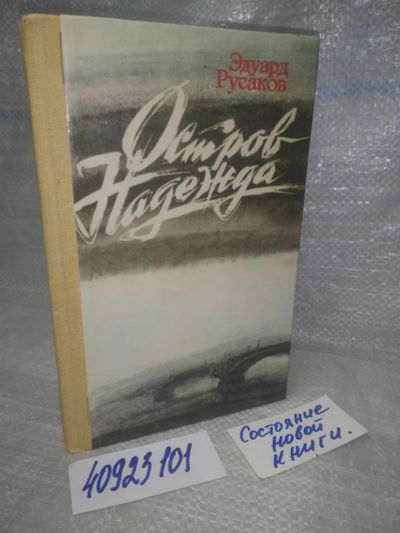 Эдуард
Русаков
Остров
Надежда
40923101
Состояние
новой
книги.